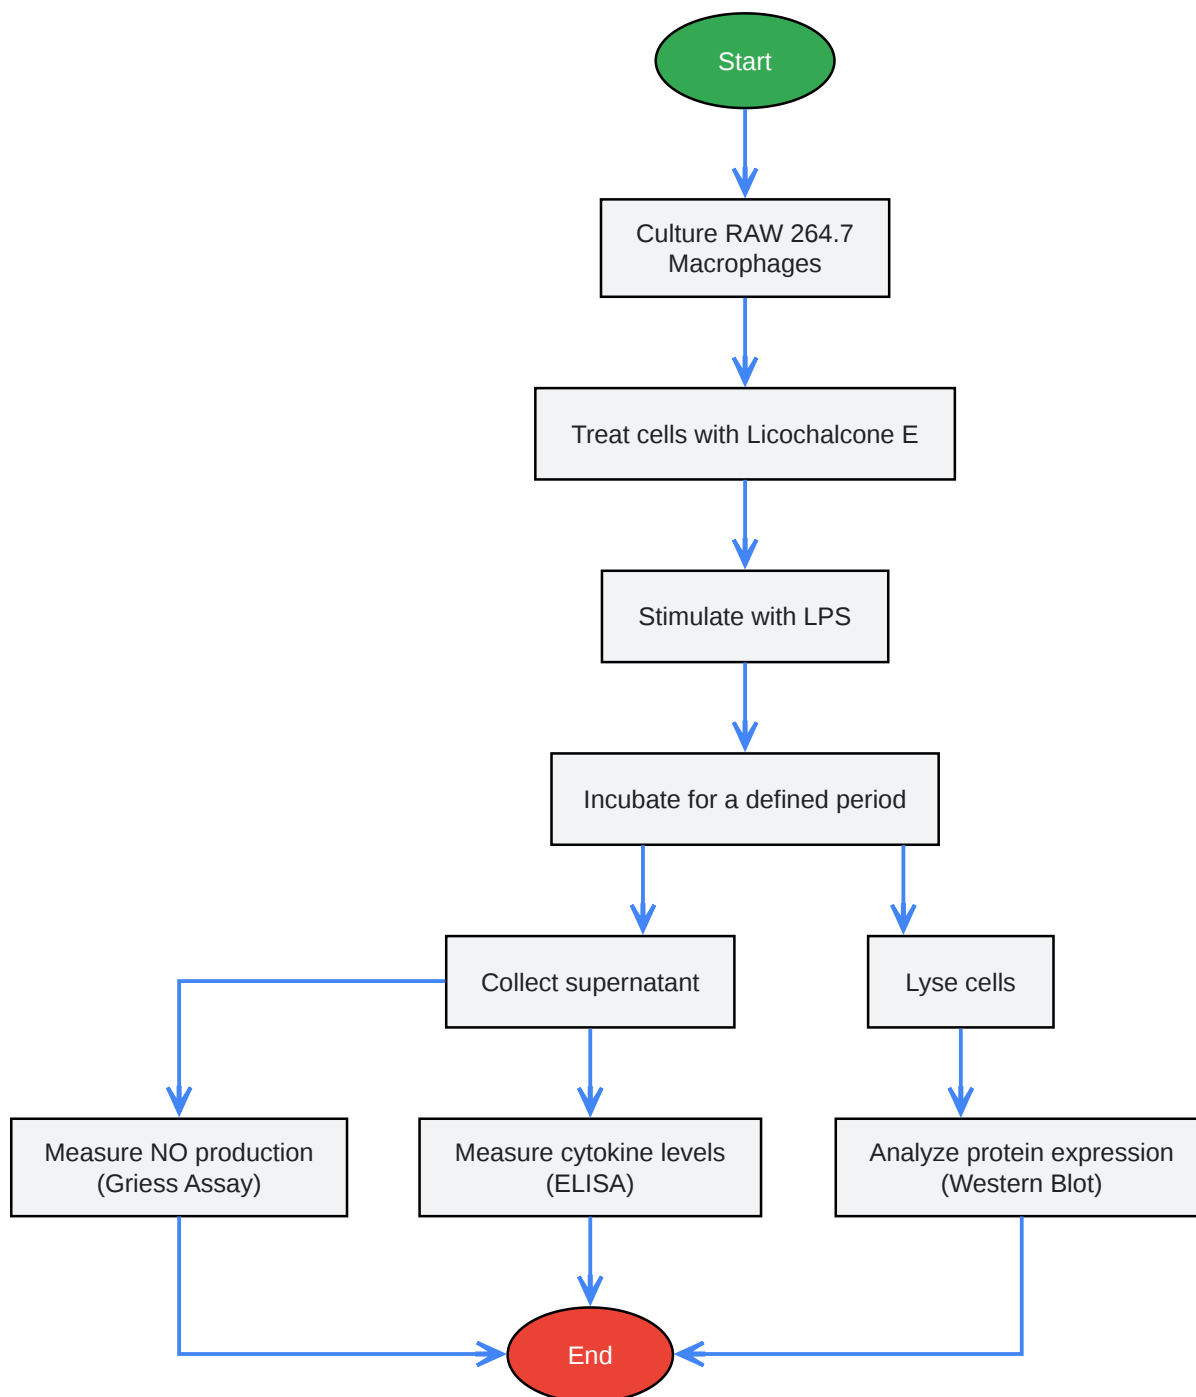 Start
Culture RAW 264.7
Macrophages
Treat cells with Licochalcone E
Stimulate with LPS
Incubate for a defined period
Collect supernatant
Lyse cells
Measure NO production
(Griess Assay)
Measure cytokine levels
(ELISA)
Analyze protein expression
(Western Blot)
End